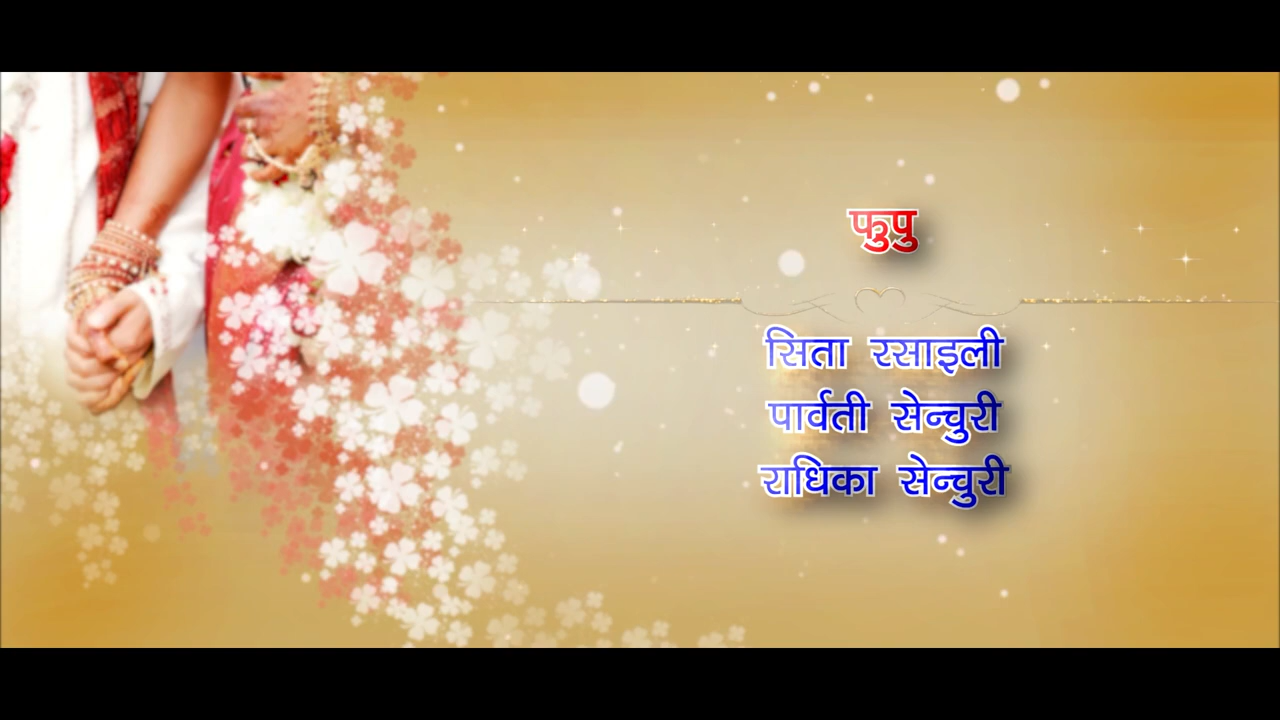 फुपु
सिता रसाइली
पार्वती सेन्चुरी
राधिका सेन्चुरी